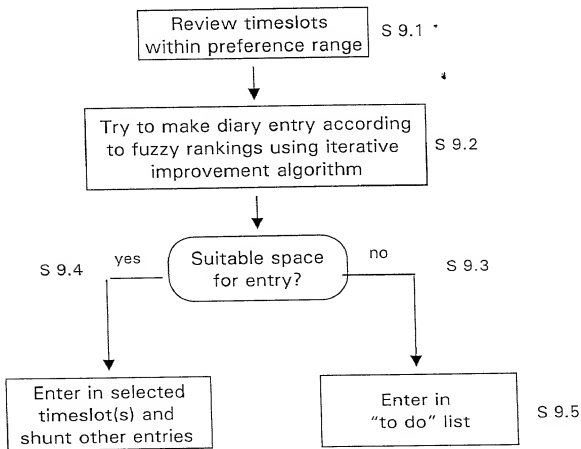 Review timeslots
within preference range
S 9.1
Try to make diary entry according
to fuzzy rankings using iterative
improvement algorithm
S 9.2
Suitable space
for entry?
yes
no
S 9.4
S 9.3
Enter in selected
timeslot(s) and
shunt other entries
Enter in
"to do" list
S 9.5